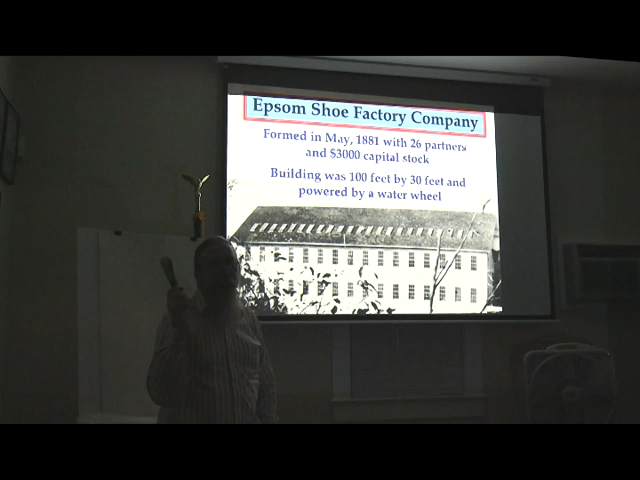 Epsom Shoe Factory Company
Formed in May, 1881 with 26 partners
and $3000 capital stock
Building was 100 feet by 30 feet and
powered by a water wheel